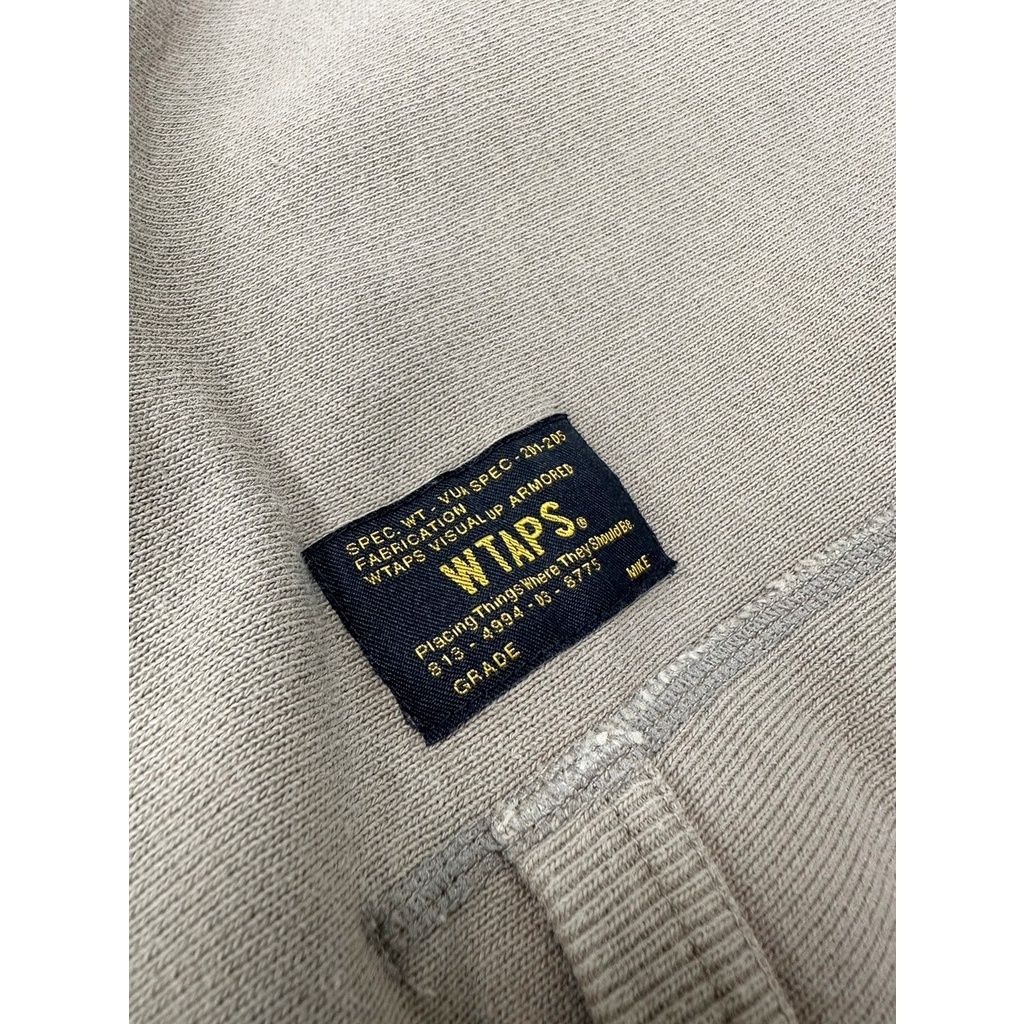 SPEC. WT - VUA SPEC - 201-205
FABRICATION
WTAPS VISUAL UP ARMORED
WTAPS®
Placing Things Where They Should Be
813 - 4994 - 03 - 8775
MIKE
GRADE